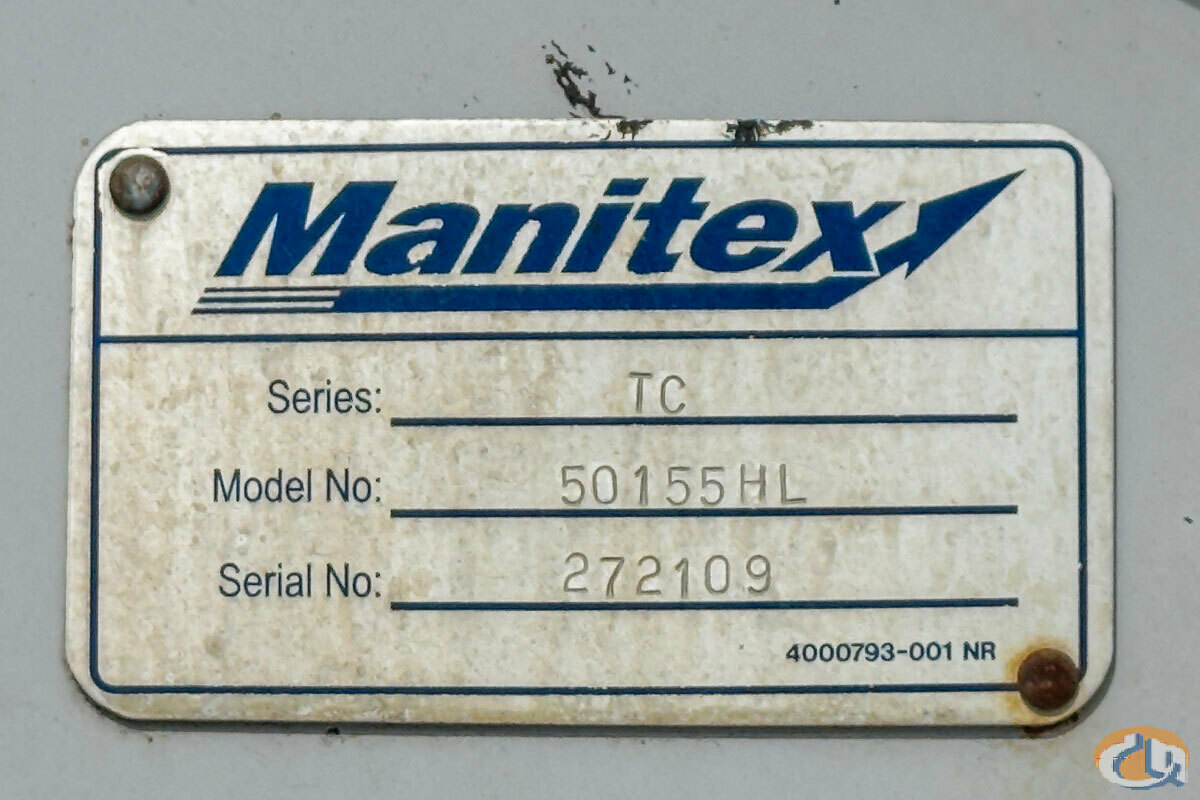 Manitex
Series: TC
Model No: 50155HL
Serial No: 272109
4000793-001 NR